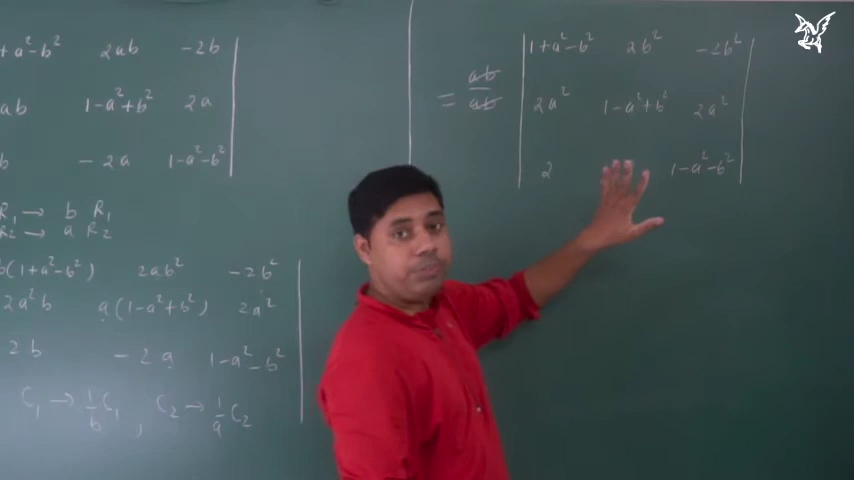 + a² - b² 2ab -2b
ab 1 - a² + b² 2a
b -2a 1 - a² - b²
R₁ → b R₁
R₂ → a R₂
b(1 + a² - b²) 2ab² -2b²
2a²b a(1 - a² + b²) 2a²
2b -2a 1 - a² - b²
C₁ → 1/b C₁ , C₂ → 1/a C₂
= ab/ab
1 + a² - b² 2b² -2b²
2a² 1 - a² + b² 2a²
2 1 - a² - b²